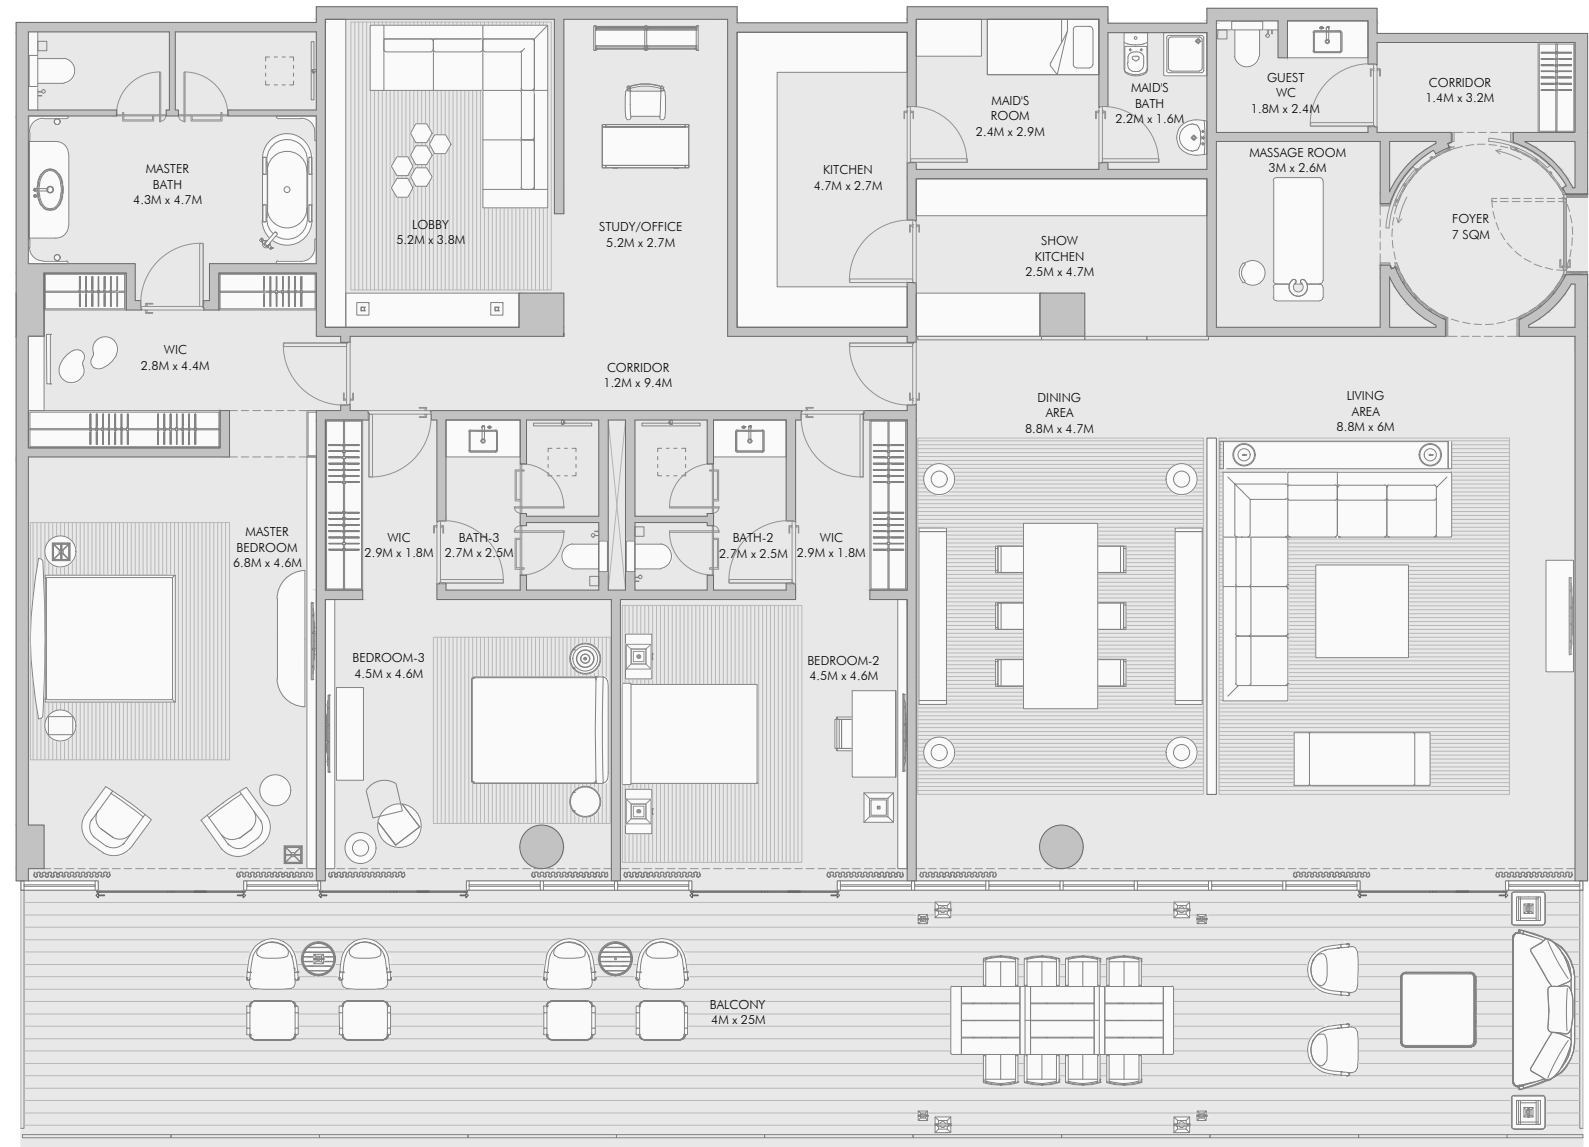 MASTER
BATH
4.3M x 4.7M
LOBBY
5.2M x 3.8M
STUDY/OFFICE
5.2M x 2.7M
KITCHEN
4.7M x 2.7M
MAID'S
ROOM
2.4M x 2.9M
MAID'S
BATH
2.2M x 1.6M
GUEST
WC
1.8M x 2.4M
CORRIDOR
1.4M x 3.2M
MASSAGE ROOM
3M x 2.6M
FOYER
7 SQM
SHOW
KITCHEN
2.5M x 4.7M
WIC
2.8M x 4.4M
CORRIDOR
1.2M x 9.4M
DINING
AREA
8.8M x 4.7M
LIVING
AREA
8.8M x 6M
MASTER
BEDROOM
6.8M x 4.6M
WIC
2.9M x 1.8M
BATH-3
2.7M x 2.5M
BATH-2
2.7M x 2.5M
WIC
2.9M x 1.8M
BEDROOM-3
4.5M x 4.6M
BEDROOM-2
4.5M x 4.6M
BALCONY
4M x 25M